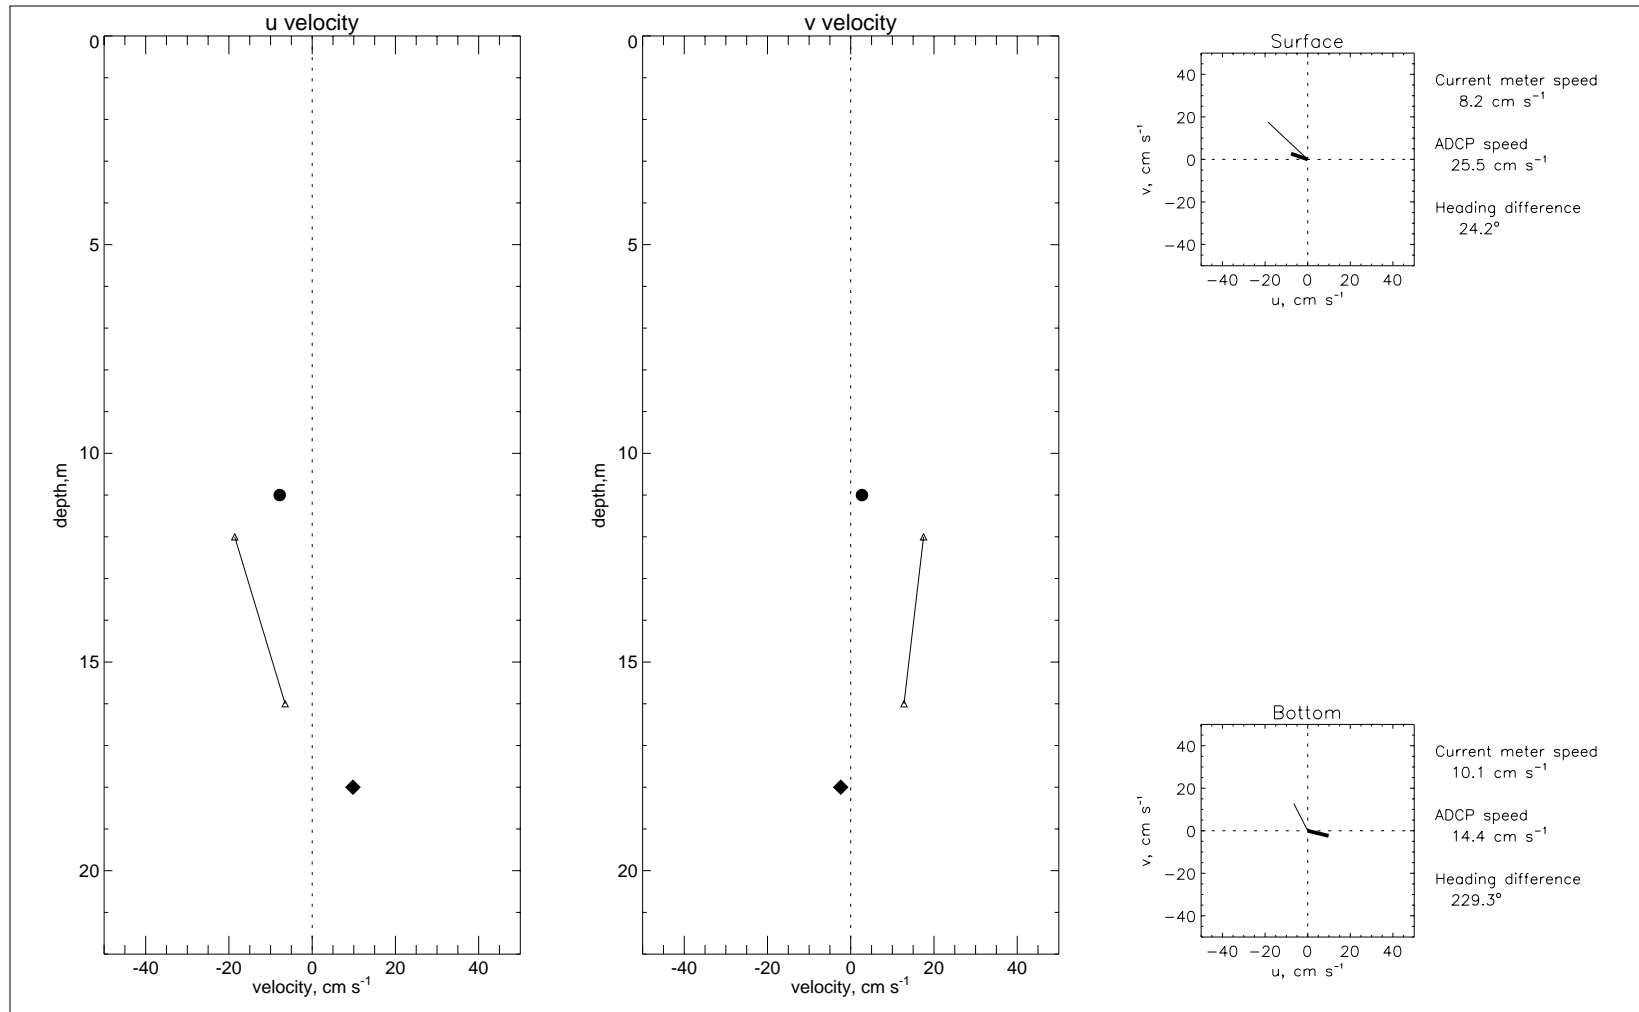 u velocity
0
5
10
15
20
depth,m
-40 -20 0 20 40
velocity, cm s⁻¹
v velocity
0
5
10
15
20
depth,m
-40 -20 0 20 40
velocity, cm s⁻¹
Surface
40
20
0
−20
−40
v, cm s⁻¹
−40 −20 0 20 40
u, cm s⁻¹
Current meter speed
8.2 cm s⁻¹
ADCP speed
25.5 cm s⁻¹
Heading difference
24.2°
Bottom
40
20
0
−20
−40
v, cm s⁻¹
−40 −20 0 20 40
u, cm s⁻¹
Current meter speed
10.1 cm s⁻¹
ADCP speed
14.4 cm s⁻¹
Heading difference
229.3°